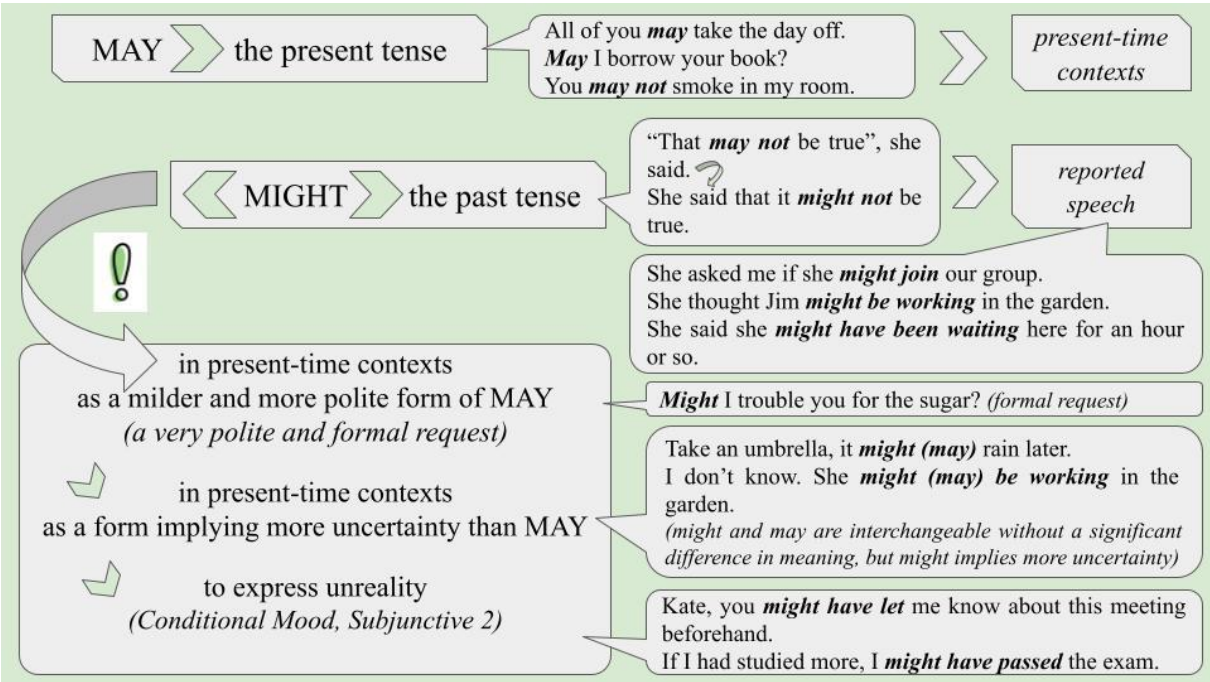 MAY the present tense
All of you may take the day off.
May I borrow your book?
You may not smoke in my room.
present-time
contexts
MIGHT the past tense
“That may not be true”, she
said.
She said that it might not be
true.
reported
speech
She asked me if she might join our group.
She thought Jim might be working in the garden.
She said she might have been waiting here for an hour
or so.
in present-time contexts
as a milder and more polite form of MAY
(a very polite and formal request)
Might I trouble you for the sugar? (formal request)
in present-time contexts
as a form implying more uncertainty than MAY
Take an umbrella, it might (may) rain later.
I don’t know. She might (may) be working in the
garden.
(might and may are interchangeable without a significant
difference in meaning, but might implies more uncertainty)
to express unreality
(Conditional Mood, Subjunctive 2)
Kate, you might have let me know about this meeting
beforehand.
If I had studied more, I might have passed the exam.